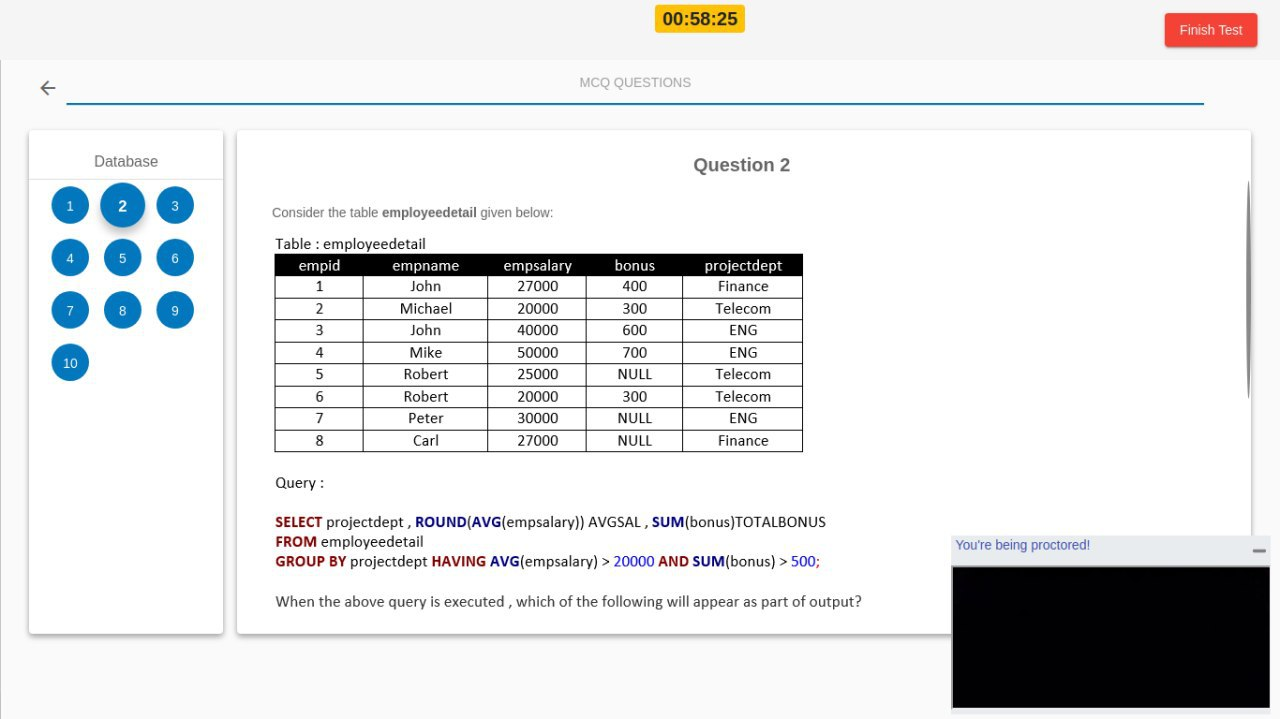 00:58:25
Finish Test
MCQ QUESTIONS
Database
1 2 3
4 5 6
7 8 9
10
Question 2
Consider the table employeedetail given below:
Table : employeedetail
empid empname empsalary bonus projectdept
1 John 27000 400 Finance
2 Michael 20000 300 Telecom
3 John 40000 600 ENG
4 Mike 50000 700 ENG
5 Robert 25000 NULL Telecom
6 Robert 20000 300 Telecom
7 Peter 30000 NULL ENG
8 Carl 27000 NULL Finance
Query :
SELECT projectdept , ROUND(AVG(empsalary)) AVGSAL , SUM(bonus)TOTALBONUS
FROM employeedetail
GROUP BY projectdept HAVING AVG(empsalary) > 20000 AND SUM(bonus) > 500;
When the above query is executed , which of the following will appear as part of output?
You're being proctored!